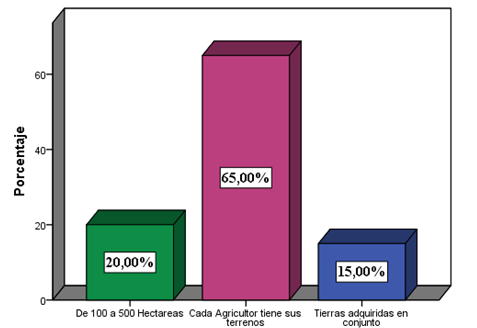 Porcentaje
60
40
20
0
20,00%
65,00%
15,00%
De 100 a 500 Hectareas
Cada Agricultor tiene sus
terrenos
Tierras adquiridas en
conjunto